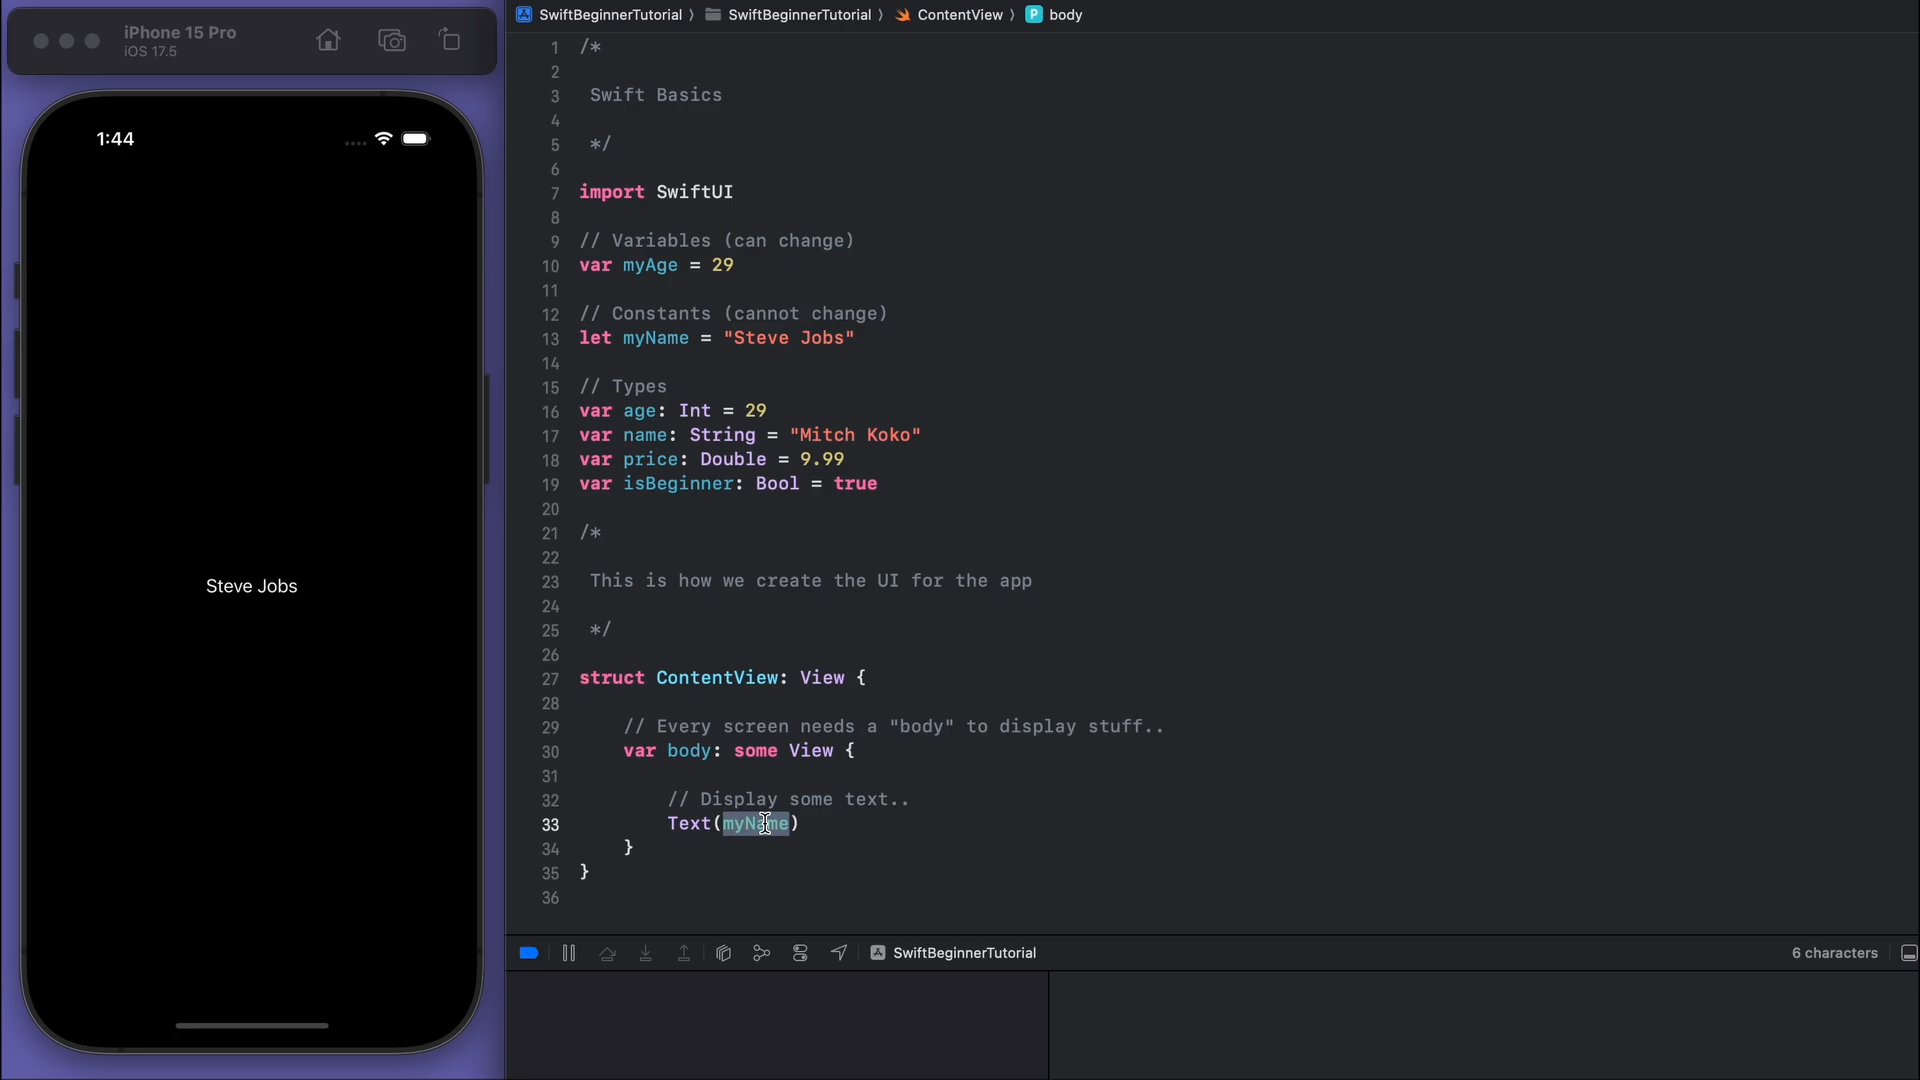 iPhone 15 Pro
iOS 17.5
1:44
Steve Jobs
SwiftBeginnerTutorial 〉 SwiftBeginnerTutorial 〉 ContentView 〉 P body
1 /*
2
3 Swift Basics
4
5 */
6
7 import SwiftUI
8
9 // Variables (can change)
10 var myAge = 29
11
12 // Constants (cannot change)
13 let myName = "Steve Jobs"
14
15 // Types
16 var age: Int = 29
17 var name: String = "Mitch Koko"
18 var price: Double = 9.99
19 var isBeginner: Bool = true
20
21 /*
22
23 This is how we create the UI for the app
24
25 */
26
27 struct ContentView: View {
28
29 // Every screen needs a "body" to display stuff..
30 var body: some View {
31
32 // Display some text..
33 Text(myName)
34 }
35 }
36
SwiftBeginnerTutorial
6 characters